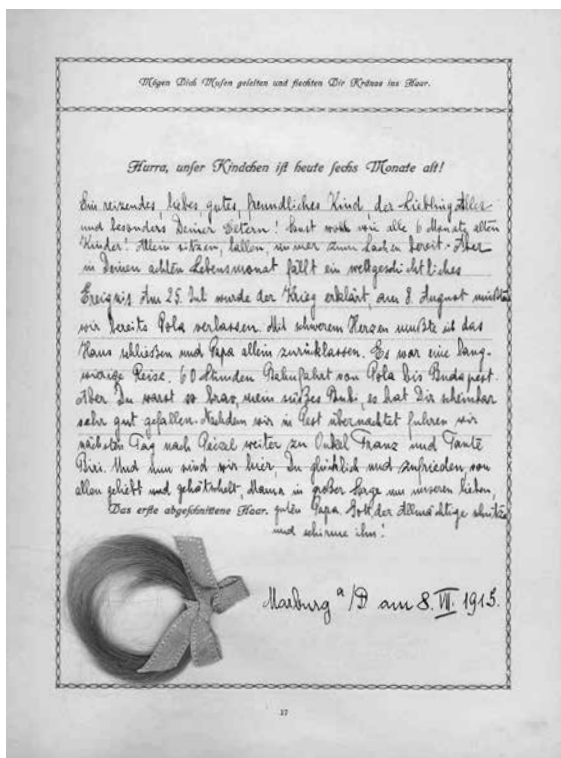 Mögen Dich Musen geleiten und flechten Dir Kränze ins Haar.
Hurra, unser Kindchen ist heute sechs Monate alt!
Ein reizendes, liebes, gutes, freundliches Kind, der Liebling Aller
und besonders Deiner Eltern! Sonst wohl wie alle 6 Monate alten
Kinder! Allein sitzen, lallen, immer zum Lachen bereit. Aber
in Deinen achten Lebensmonat fällt ein weltgeschichtliches
Ereignis. Am 25. Juli wurde der Krieg erklärt, am 8. August mußten
wir bereits Pola verlassen. Mit schwerem Herzen mußte ich das
Haus schließen und Papa allein zurücklassen. Es war eine lang-
wierige Reise. 60 Stunden Bahnfahrt von Pola bis Budapest.
Aber Du warst so brav, mein süßes Bubi, es hat Dir scheinbar
sehr gut gefallen. Nachdem wir in Pest übernachtet fuhren wir
nächsten Tag nach weiter zu Onkel Franz und Tante
Biri. Und nun sind wir hier, Du glücklich und zufrieden von
allen geliebt und gehätschelt, Mama in großer Sorge um unseren lieben,
Das erste abgeschnittene Haar. guten Papa. Gott, der Allmächtige schütze
und schirme ihn!
Marburg a/D am 8. VII. 1915.
17